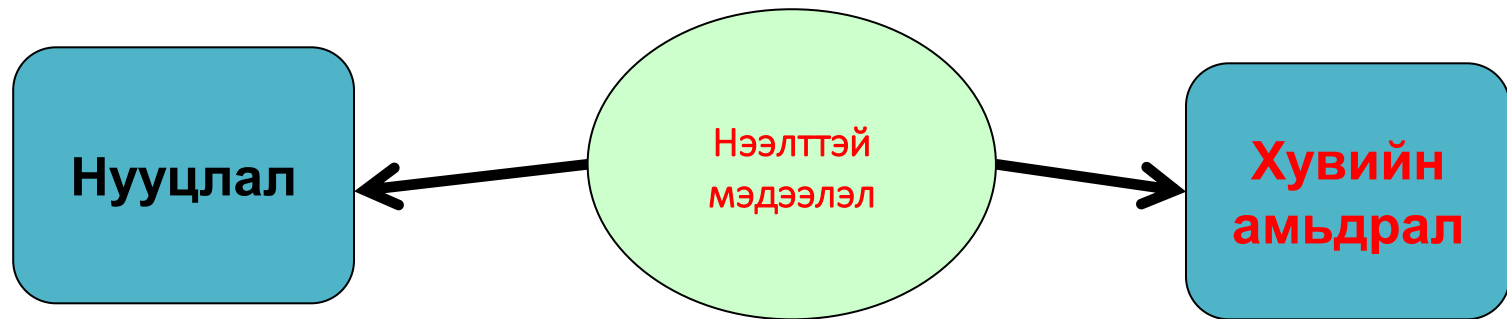 Нууцлал
Нээлттэй
мэдээлэл
Хувийн
амьдрал